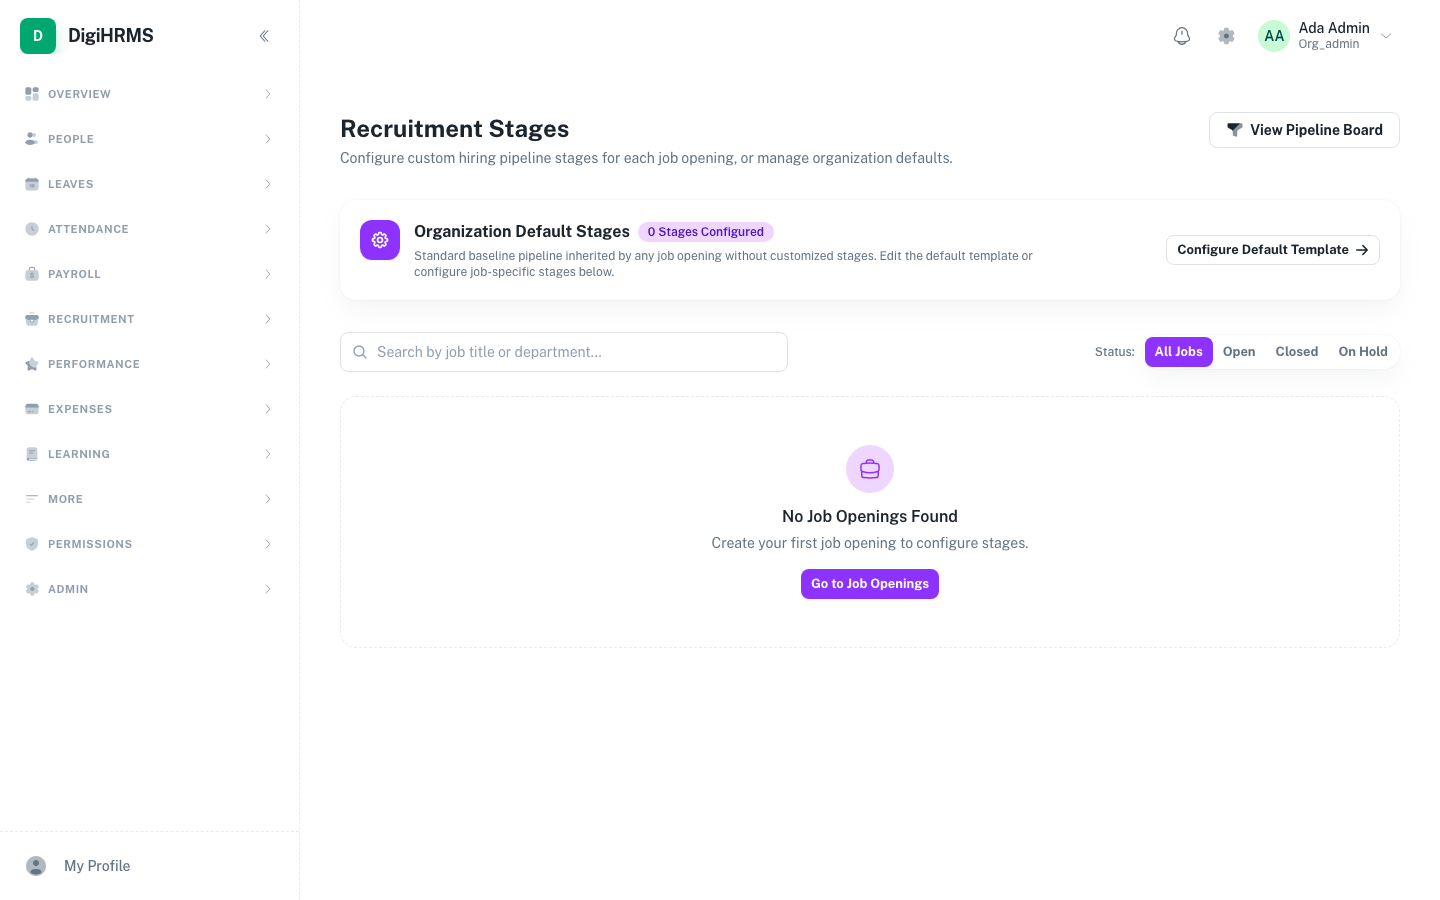 D
DigiHRMS
OVERVIEW
PEOPLE
LEAVES
ATTENDANCE
PAYROLL
RECRUITMENT
PERFORMANCE
EXPENSES
LEARNING
MORE
PERMISSIONS
ADMIN
My Profile
AA
Ada Admin
Org_admin
Recruitment Stages
Configure custom hiring pipeline stages for each job opening, or manage organization defaults.
View Pipeline Board
Organization Default Stages
0 Stages Configured
Standard baseline pipeline inherited by any job opening without customized stages. Edit the default template or
configure job-specific stages below.
Configure Default Template
Search by job title or department...
Status:
All Jobs
Open
Closed
On Hold
No Job Openings Found
Create your first job opening to configure stages.
Go to Job Openings